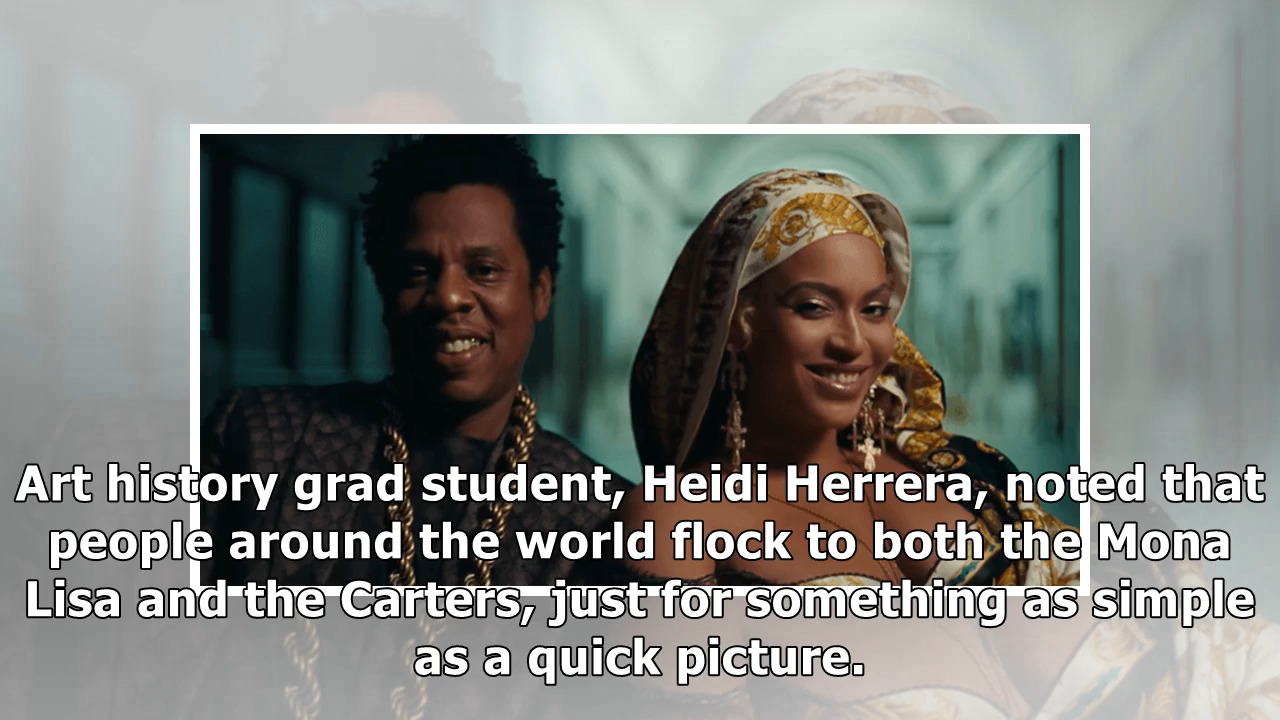 Art history grad student, Heidi Herrera, noted that
people around the world flock to both the Mona
Lisa and the Carters, just for something as simple
as a quick picture.